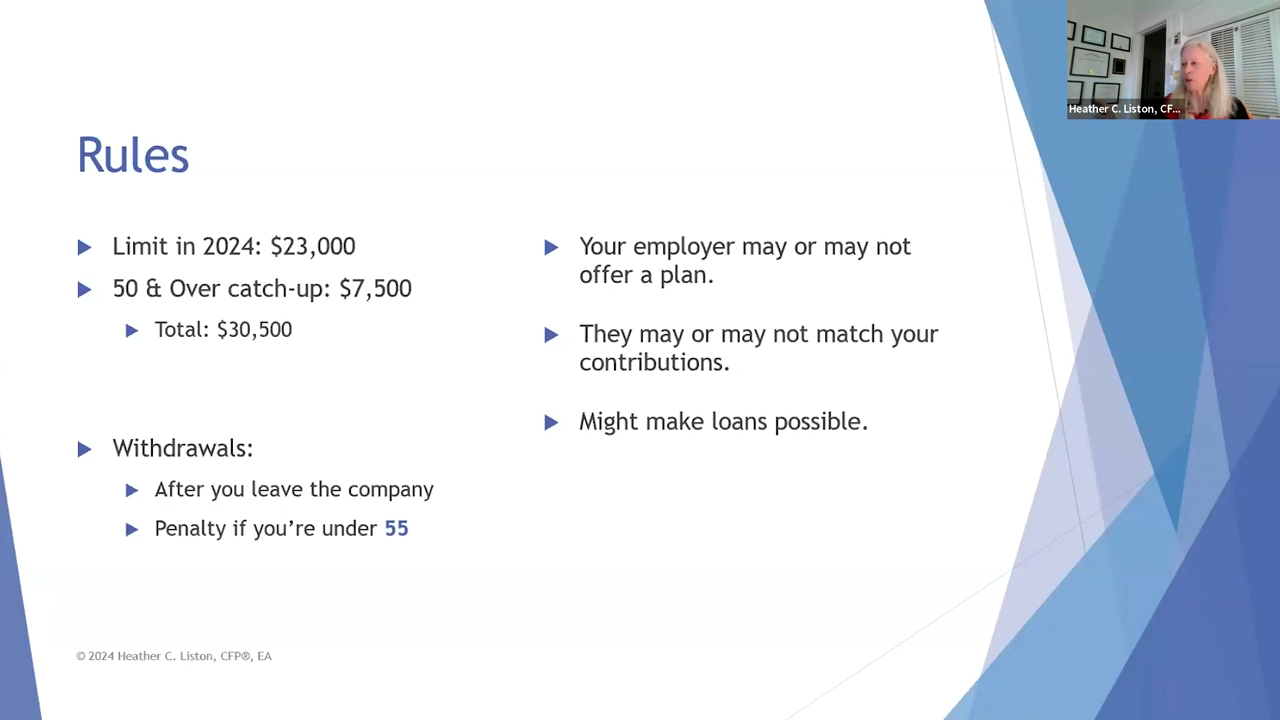 Heather C. Liston, CF...
Rules
Limit in 2024: $23,000
50 & Over catch-up: $7,500
Total: $30,500
Withdrawals:
After you leave the company
Penalty if you’re under 55
Your employer may or may not
offer a plan.
They may or may not match your
contributions.
Might make loans possible.
© 2024 Heather C. Liston, CFP®, EA